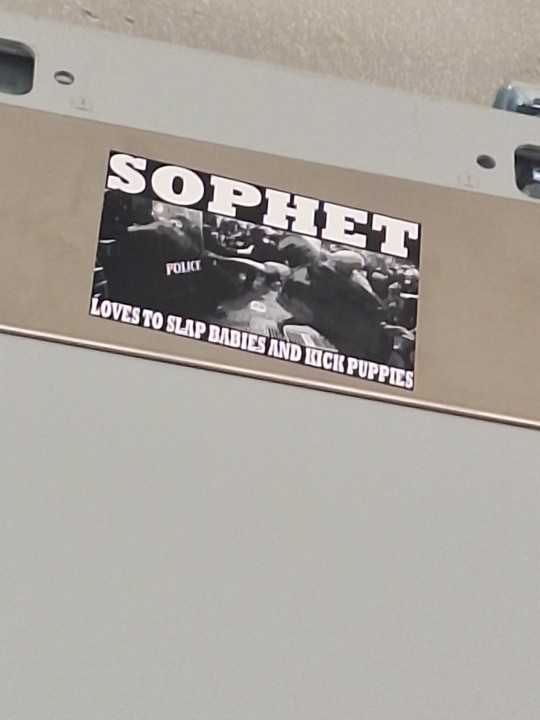 SOPHET
POLICE
LOVES TO SLAP BABIES AND KICK PUPPIES